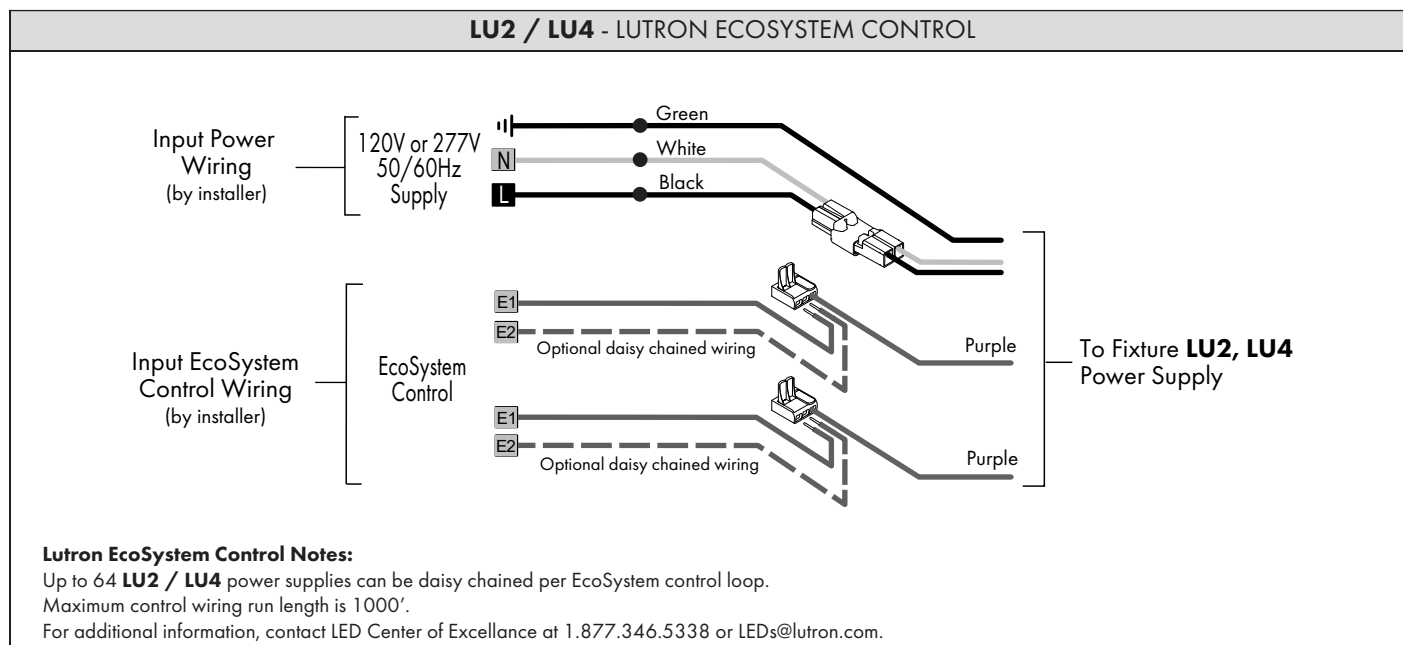 LU2 / LU4 - LUTRON ECOSYSTEM CONTROL
Input Power
Wiring
(by installer)
120V or 277V
50/60Hz
Supply
N
L
Green
White
Black
Input EcoSystem
Control Wiring
(by installer)
EcoSystem
Control
E1
E2
Optional daisy chained wiring
Purple
E1
E2
Optional daisy chained wiring
Purple
To Fixture LU2, LU4
Power Supply
Lutron EcoSystem Control Notes:
Up to 64 LU2 / LU4 power supplies can be daisy chained per EcoSystem control loop.
Maximum control wiring run length is 1000’.
For additional information, contact LED Center of Excellance at 1.877.346.5338 or LEDs@lutron.com.